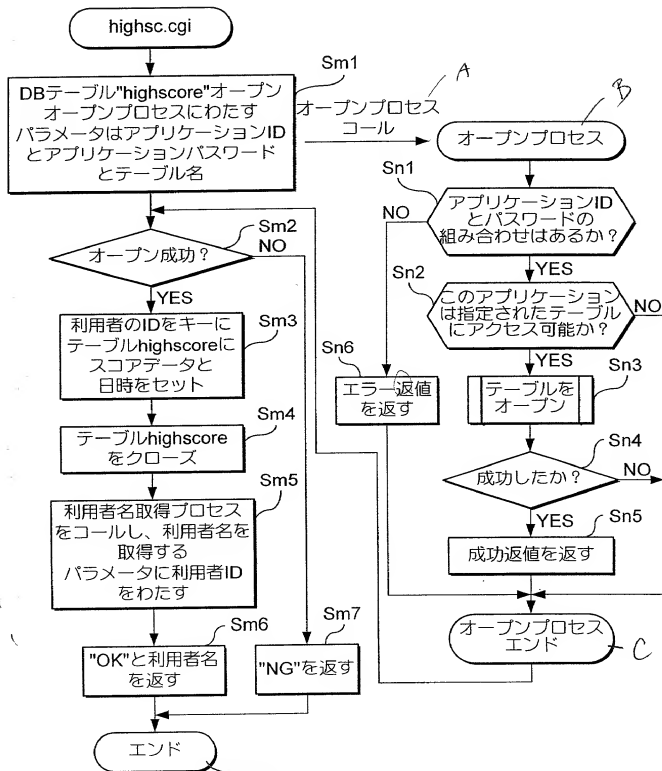 highsc.cgi
Sm1
DBテーブル"highscore"オープン
オープンプロセスにわたす
パラメータはアプリケーションID
とアプリケーションパスワード
とテーブル名
A
オープンプロセス
コール
B
オープンプロセス
Sn1
アプリケーションID
とパスワードの
組み合わせはあるか？
NO
YES
Sm2
オープン成功？
NO
YES
Sn2
このアプリケーション
は指定されたテーブル
にアクセス可能か？
NO
YES
Sm3
利用者のIDをキーに
テーブルhighscoreに
スコアデータと
日時をセット
Sn6
エラー返値
を返す
Sn3
テーブルを
オープン
Sm4
テーブルhighscore
をクローズ
Sn4
成功したか？
NO
YES
Sm5
利用者名取得プロセス
をコールし、利用者名を
取得する
パラメータに利用者ID
をわたす
Sn5
成功返値を返す
オープンプロセス
エンド
C
Sm6
"OK"と利用者名
を返す
Sm7
"NG"を返す
エンド